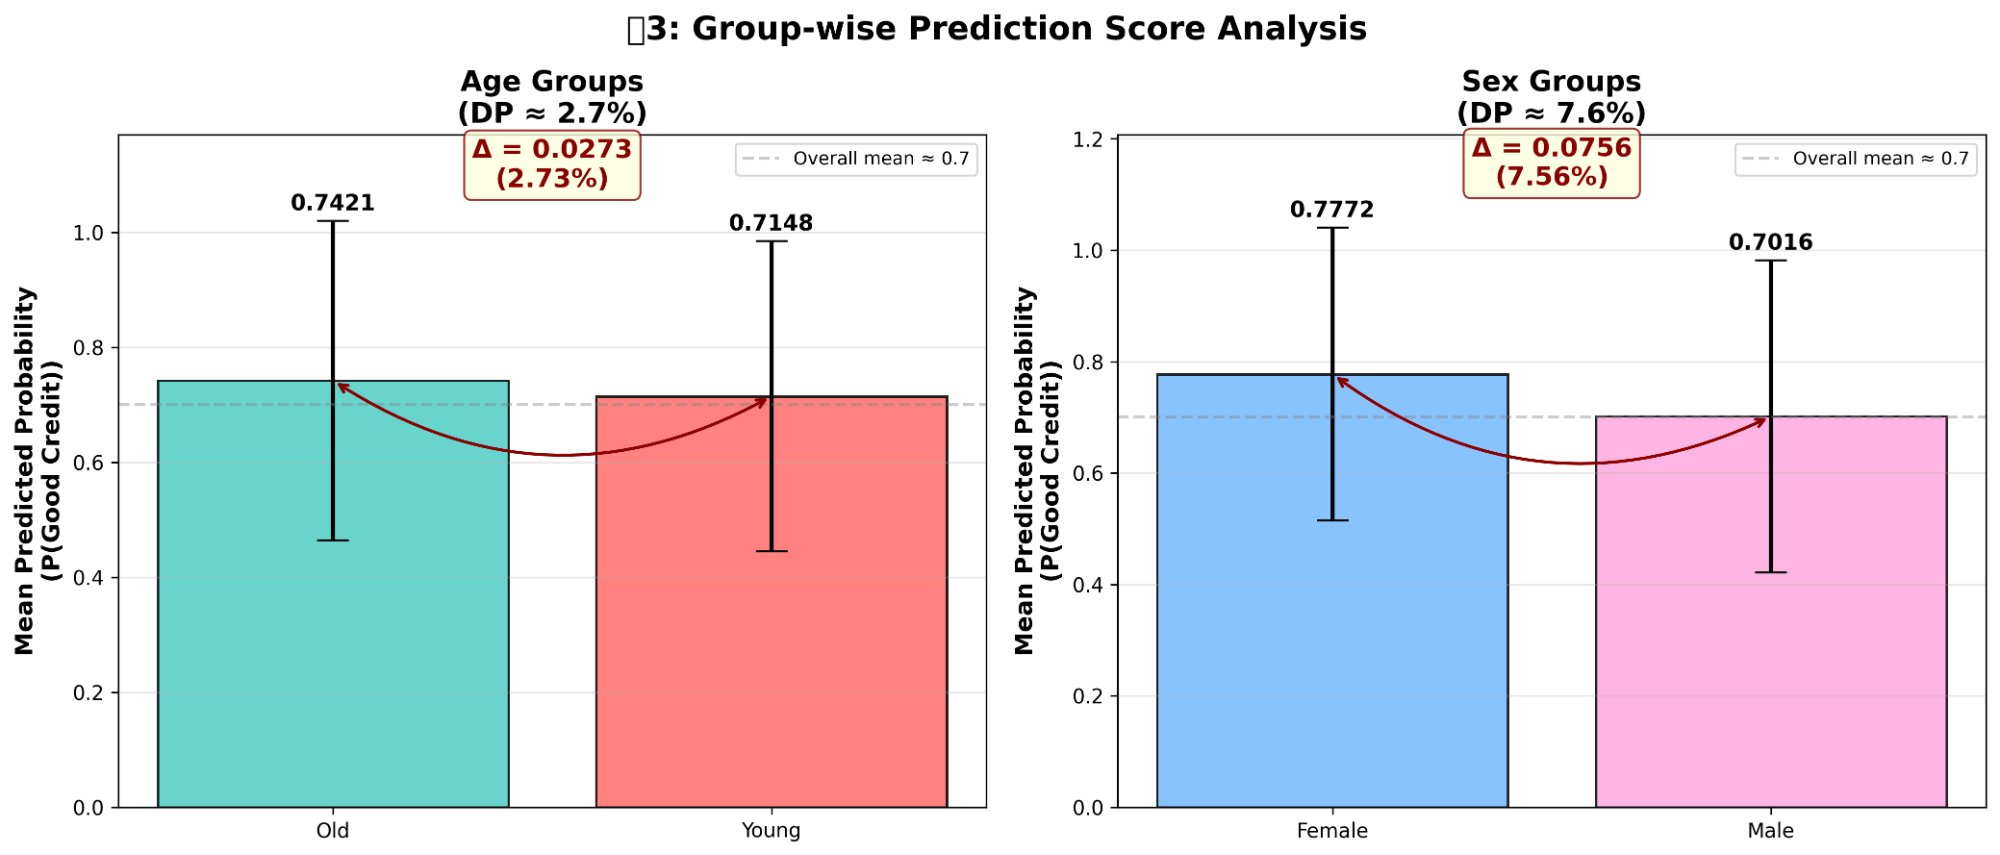 3: Group-wise Prediction Score Analysis
Age Groups
(DP ≈ 2.7%)
Δ = 0.0273
(2.73%)
Overall mean ≈ 0.7
0.7421
0.7148
Mean Predicted Probability
(P(Good Credit))
1.0
0.8
0.6
0.4
0.2
0.0
Old
Young
Sex Groups
(DP ≈ 7.6%)
Δ = 0.0756
(7.56%)
Overall mean ≈ 0.7
0.7772
0.7016
Mean Predicted Probability
(P(Good Credit))
1.2
1.0
0.8
0.6
0.4
0.2
0.0
Female
Male